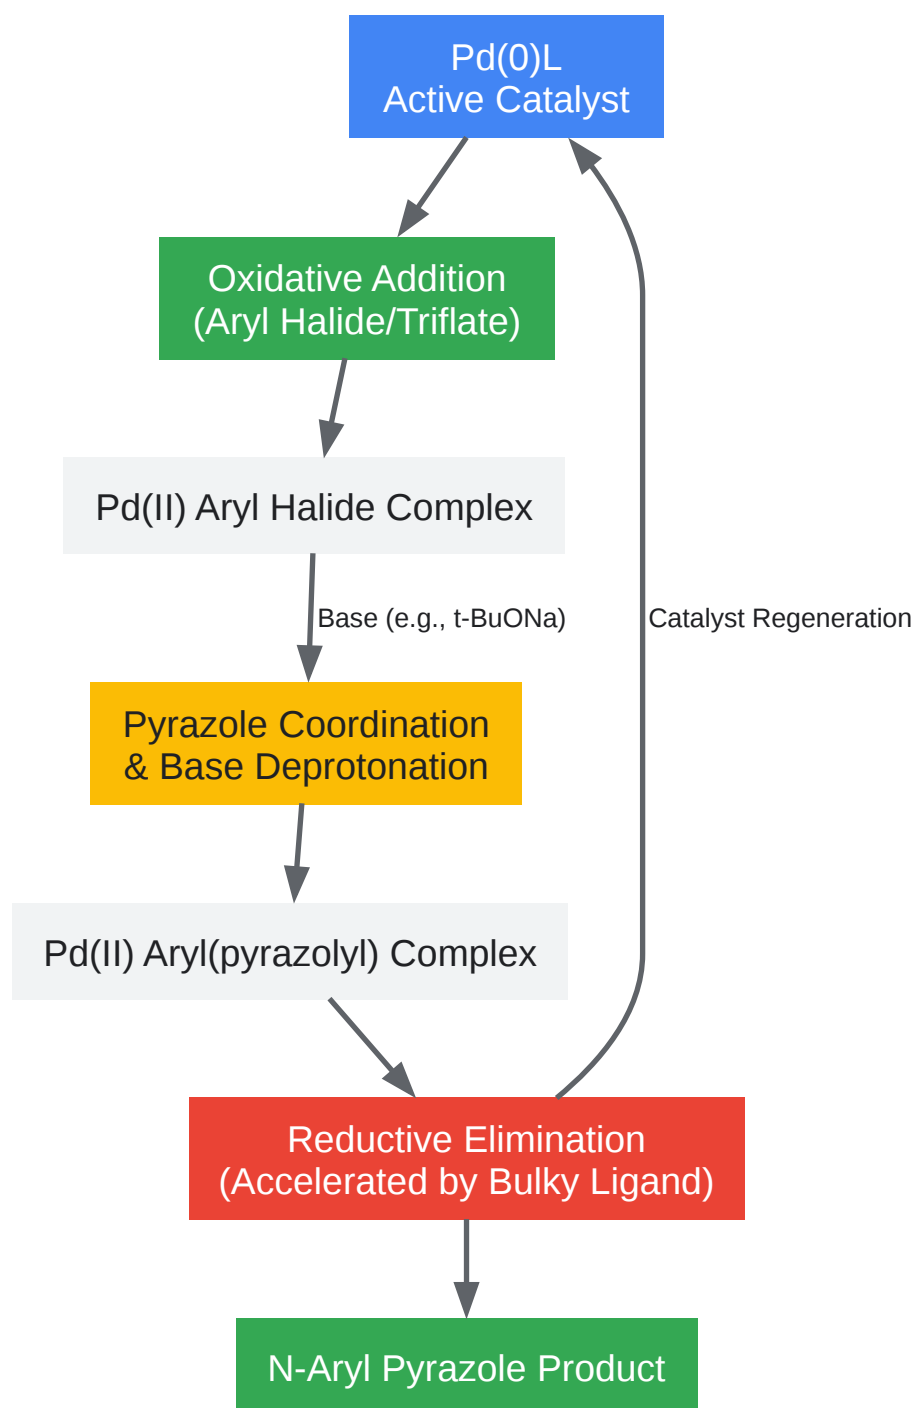 Pd(0)L
Active Catalyst
Oxidative Addition
(Aryl Halide/Triflate)
Pd(II) Aryl Halide Complex
Base (e.g., t-BuONa)
Catalyst Regeneration
Pyrazole Coordination
& Base Deprotonation
Pd(II) Aryl(pyrazolyl) Complex
Reductive Elimination
(Accelerated by Bulky Ligand)
N-Aryl Pyrazole Product